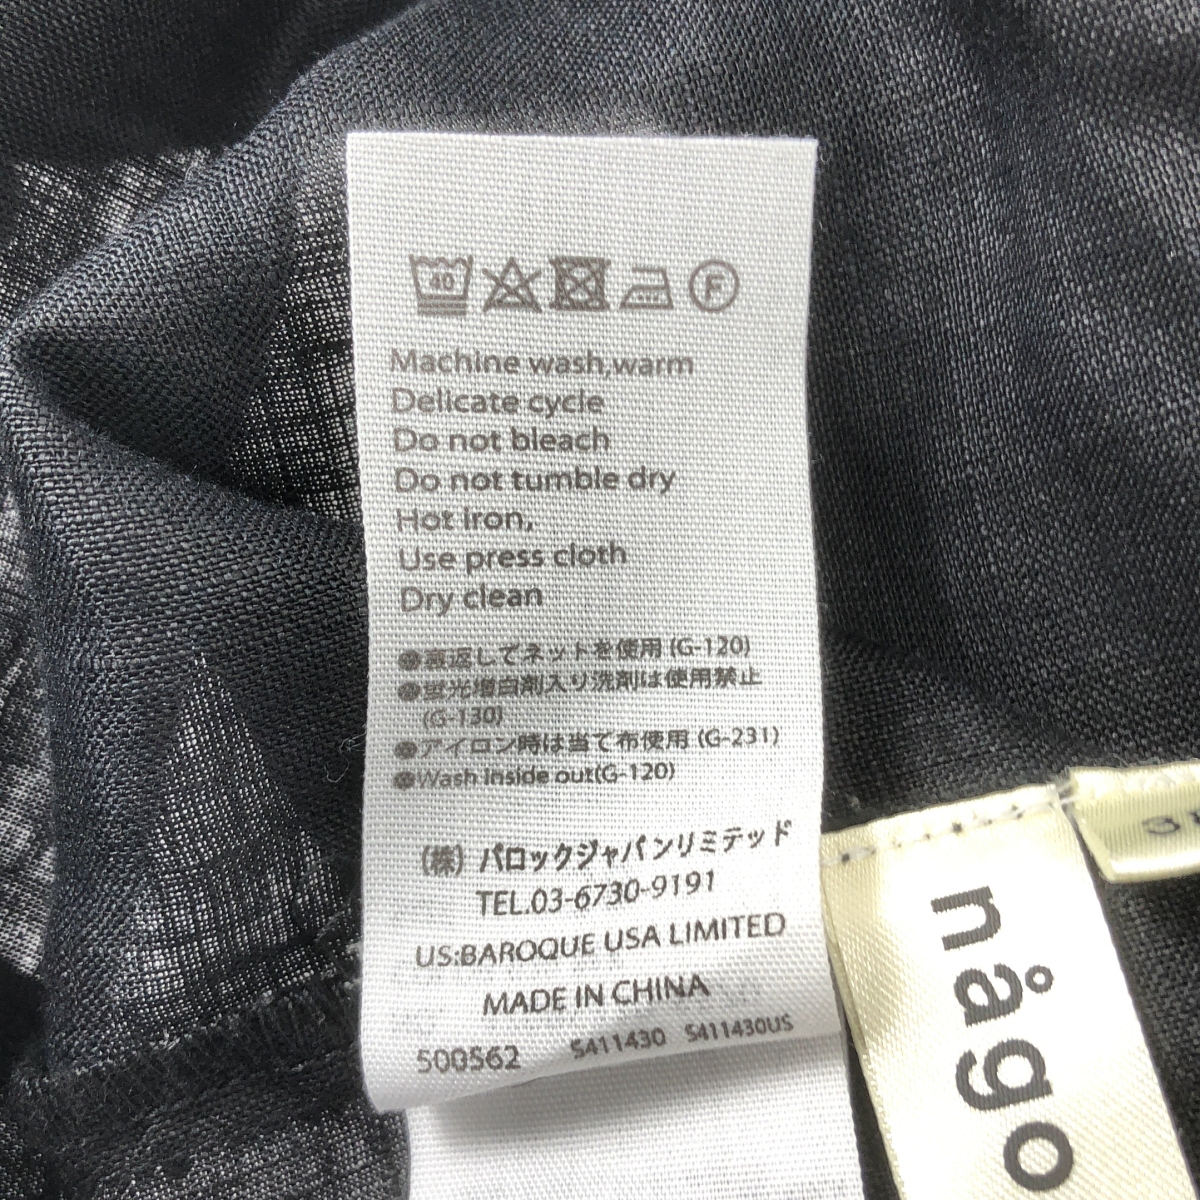 40
F
Machine wash,warm
Delicate cycle
Do not bleach
Do not tumble dry
Hot iron,
Use press cloth
Dry clean
●裏返してネットを使用 (G-120)
●蛍光増白剤入り洗剤は使用禁止
(G-130)
●アイロン時は当て布使用 (G-231)
●Wash inside out(G-120)
(株) バロックジャパンリミテッド
TEL.03-6730-9191
US:BAROQUE USA LIMITED
MADE IN CHINA
500562 S411430 S411430US
någo